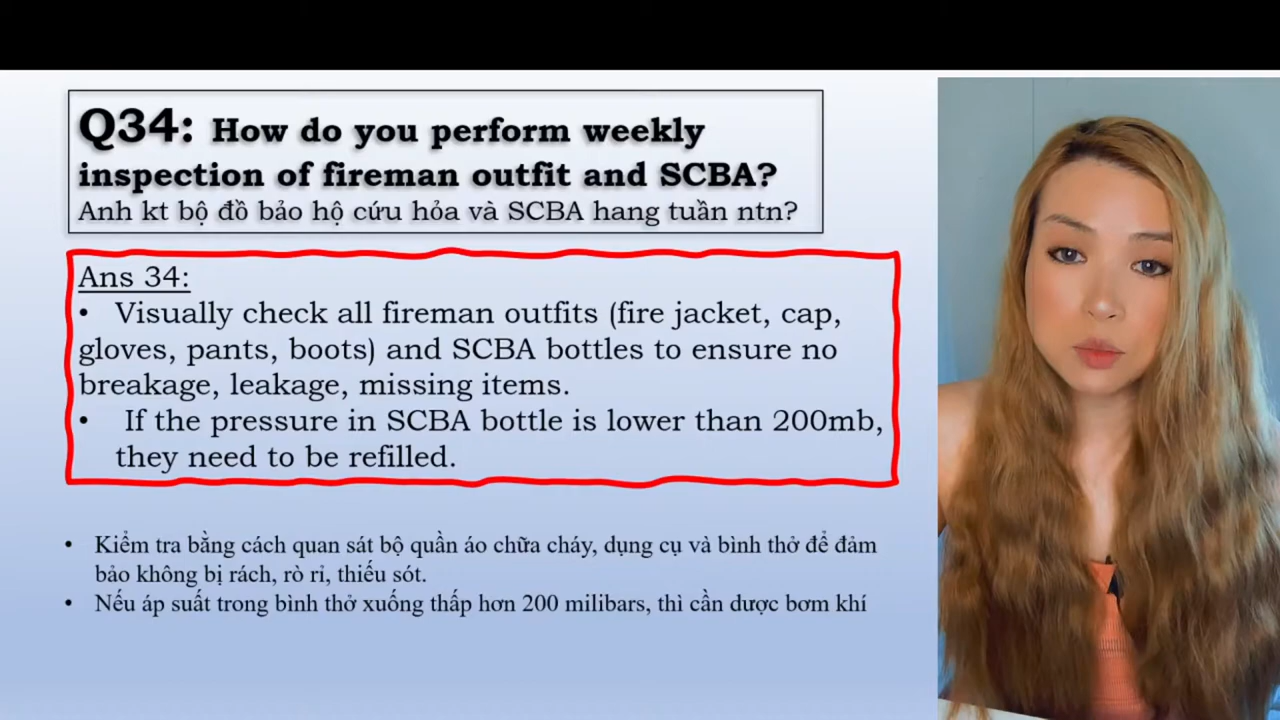 Q34: How do you perform weekly
inspection of fireman outfit and SCBA?
Anh kt bộ đồ bảo hộ cứu hỏa và SCBA hang tuần ntn?
Ans 34:
• Visually check all fireman outfits (fire jacket, cap,
gloves, pants, boots) and SCBA bottles to ensure no
breakage, leakage, missing items.
• If the pressure in SCBA bottle is lower than 200mb,
they need to be refilled.
• Kiểm tra bằng cách quan sát bộ quần áo chữa cháy, dụng cụ và bình thở để đảm
bảo không bị rách, rò rỉ, thiếu sót.
• Nếu áp suất trong bình thở xuống thấp hơn 200 milibars, thì cần dược bơm khí